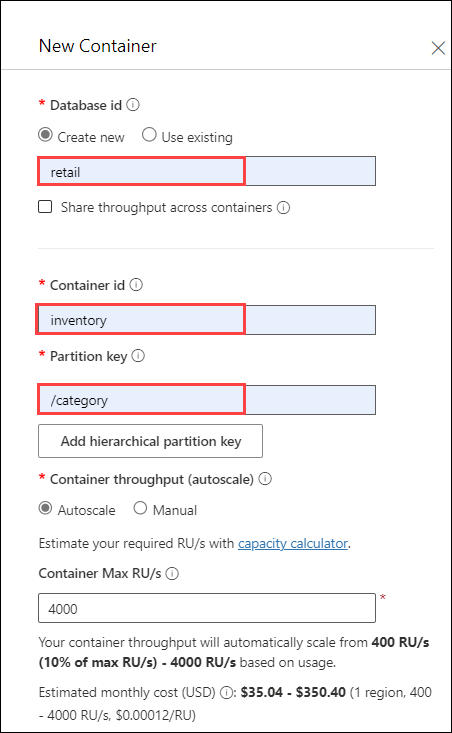 New Container
* Database id
Create new Use existing
retail
Share throughput across containers
* Container id
inventory
* Partition key
/category
Add hierarchical partition key
* Container throughput (autoscale)
Autoscale Manual
Estimate your required RU/s with capacity calculator.
Container Max RU/s
4000 *
Your container throughput will automatically scale from 400 RU/s
(10% of max RU/s) - 4000 RU/s based on usage.
Estimated monthly cost (USD) : $35.04 - $350.40 (1 region, 400
- 4000 RU/s, $0.00012/RU)